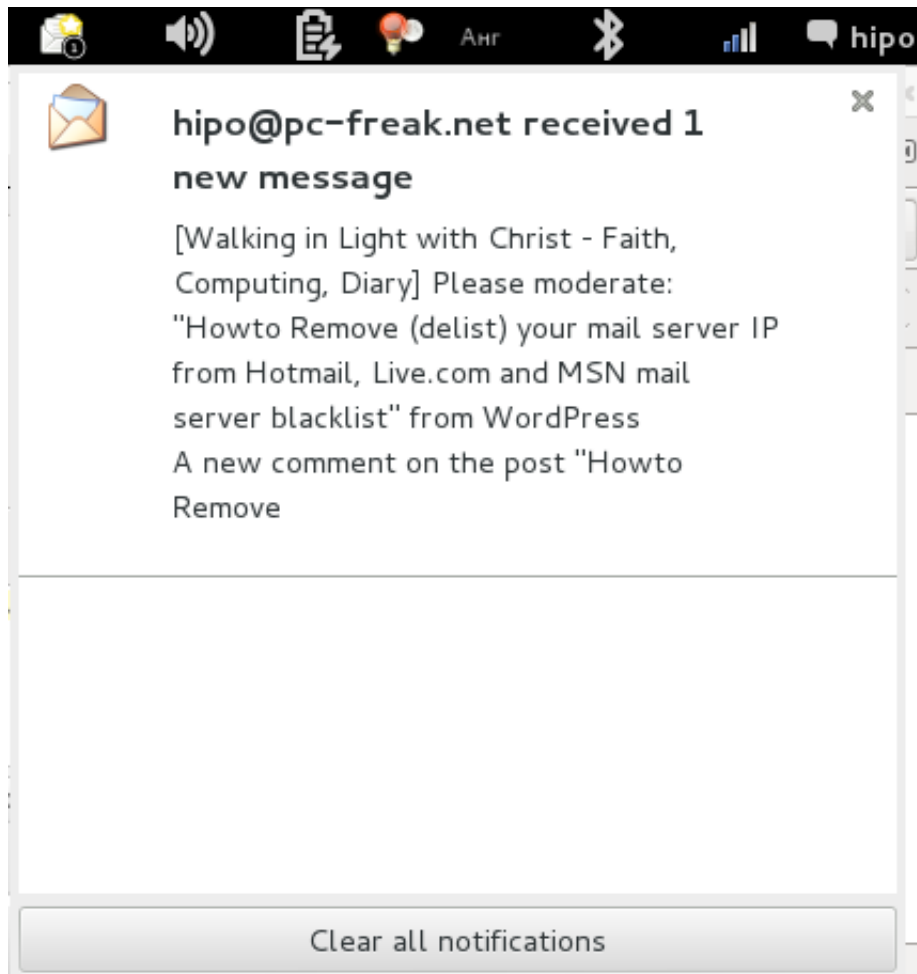 Анг
hipo
hipo@pc-freak.net received 1
new message
[Walking in Light with Christ - Faith,
Computing, Diary] Please moderate:
"Howto Remove (delist) your mail server IP
from Hotmail, Live.com and MSN mail
server blacklist" from WordPress
A new comment on the post "Howto
Remove
Clear all notifications